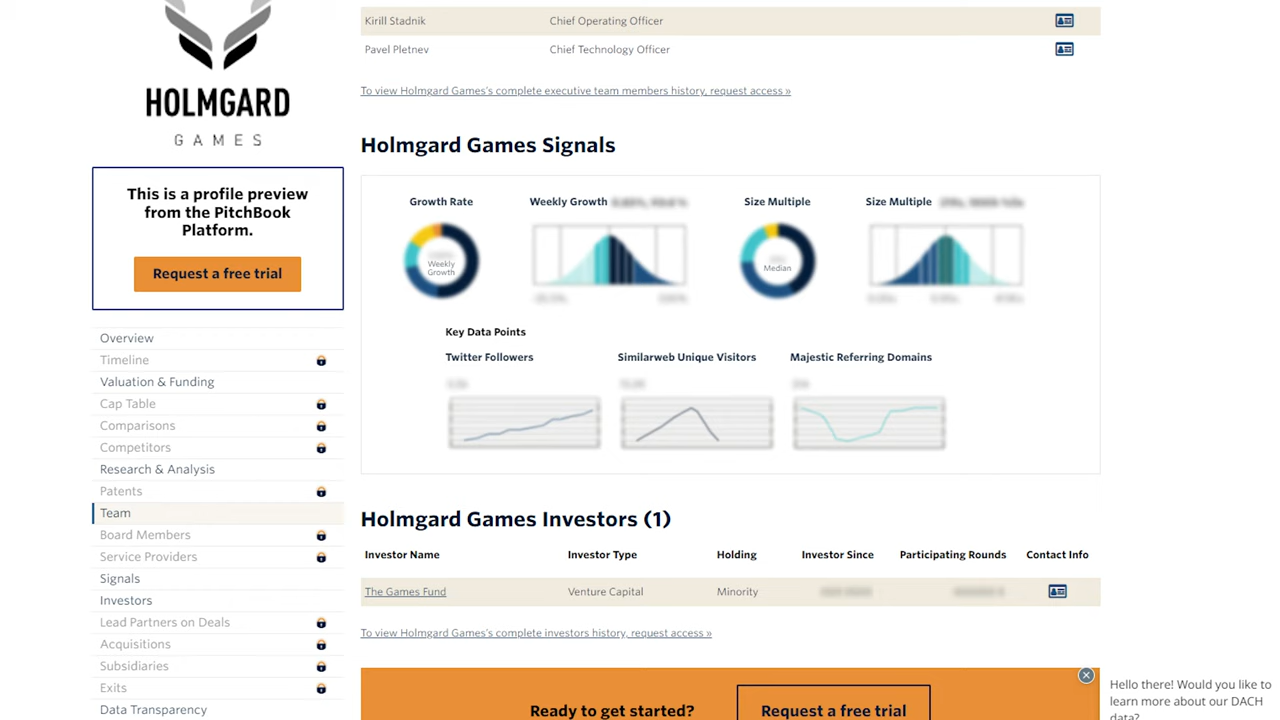 HOLMGARD
GAMES
This is a profile preview
from the PitchBook
Platform.
Request a free trial
Overview
Timeline
Valuation & Funding
Cap Table
Comparisons
Competitors
Research & Analysis
Patents
Team
Board Members
Service Providers
Signals
Investors
Lead Partners on Deals
Acquisitions
Subsidiaries
Exits
Data Transparency
Kirill Stadnik Chief Operating Officer
Pavel Pletnev Chief Technology Officer
To view Holmgard Games's complete executive team members history, request access »
Holmgard Games Signals
Growth Rate Weekly Growth Size Multiple Size Multiple
Weekly
Growth
Median
Key Data Points
Twitter Followers Similarweb Unique Visitors Majestic Referring Domains
Holmgard Games Investors (1)
Investor Name Investor Type Holding Investor Since Participating Rounds Contact Info
The Games Fund Venture Capital Minority
To view Holmgard Games's complete investors history, request access »
Ready to get started? Request a free trial
Hello there! Would you like to
learn more about our DACH
data?